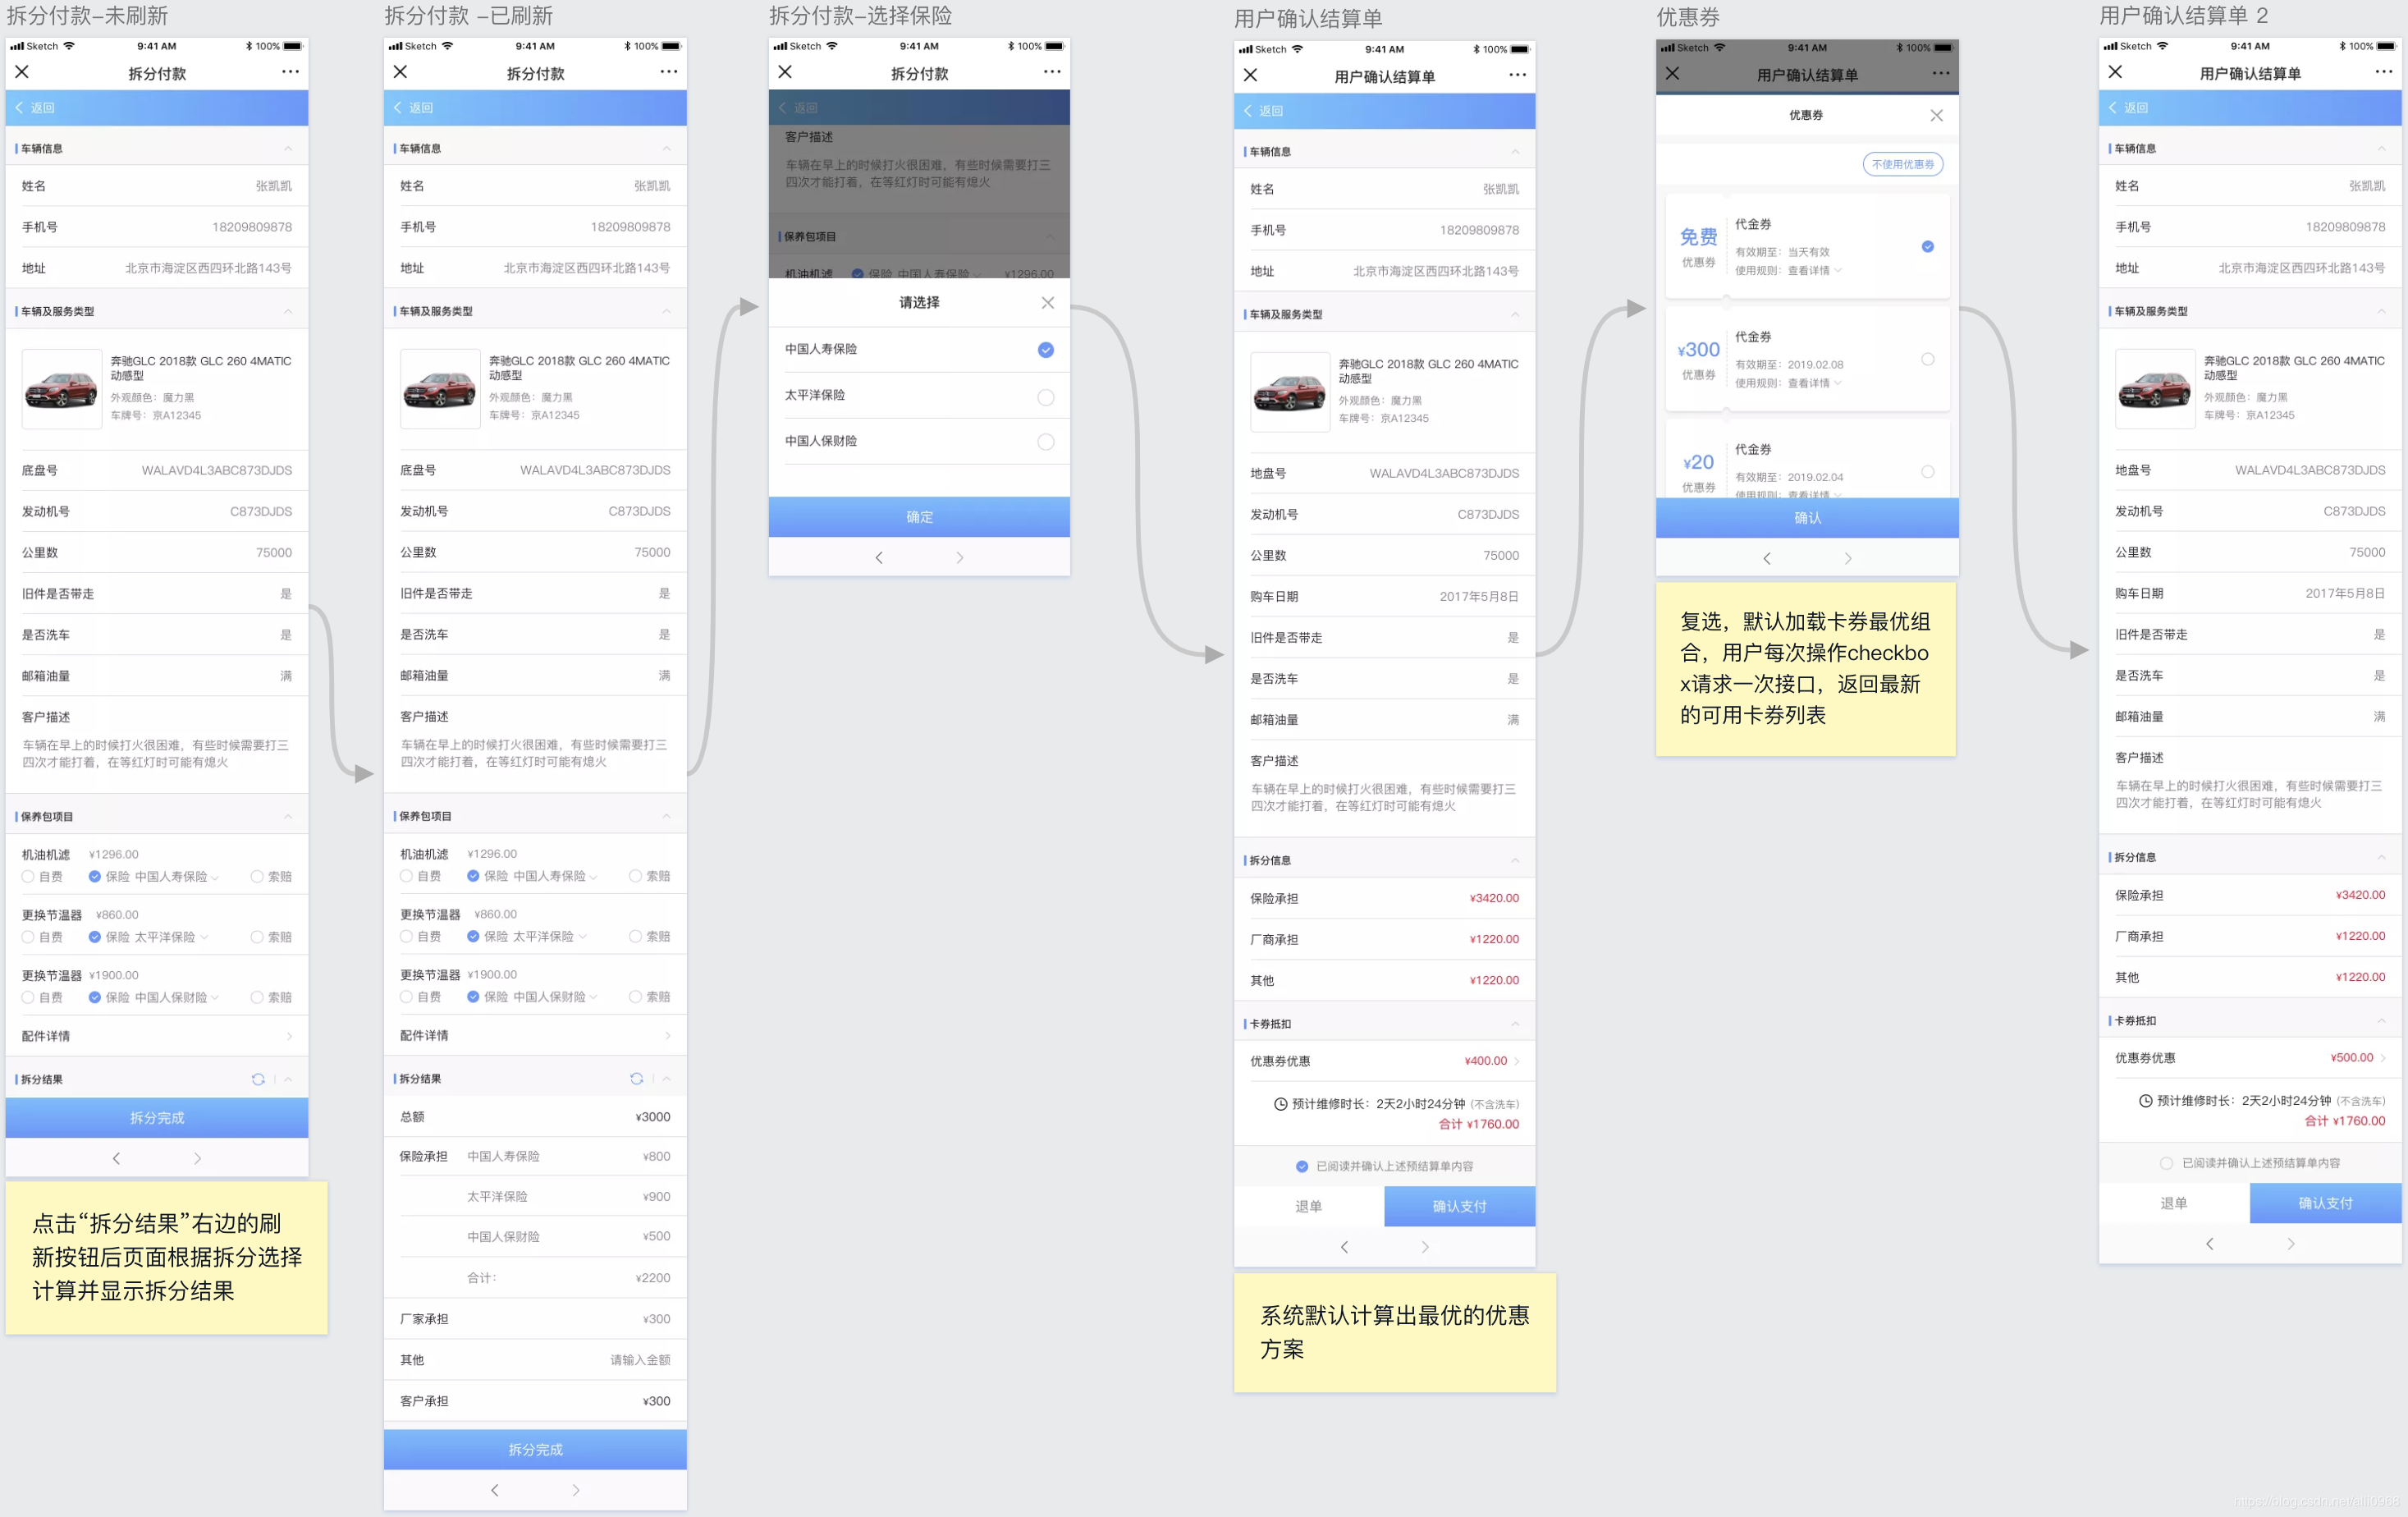 拆分付款-未刷新
Sketch 9:41 AM 100%
拆分付款
返回
车辆信息
姓名 张凯凯
手机号 18209809878
地址 北京市海淀区西四环北路143号
车辆及服务类型
奔驰GLC 2018款 GLC 260 4MATIC
动感型
外观颜色：魔力黑
车牌号：京A12345
底盘号 WALAVD4L3ABC873DJDS
发动机号 C873DJDS
公里数 75000
旧件是否带走 是
是否洗车 是
邮箱油量 满
客户描述
车辆在早上的时候打火很困难，有些时候需要打三
四次才能打着，在等红灯时可能有熄火
保养包项目
机油机滤 ¥1296.00
自费 保险 中国人寿保险 索赔
更换节温器 ¥860.00
自费 保险 太平洋保险 索赔
更换节温器 ¥1900.00
自费 保险 中国人保财险 索赔
配件详情
拆分结果
拆分完成
点击“拆分结果”右边的刷
新按钮后页面根据拆分选择
计算并显示拆分结果
拆分付款 -已刷新
Sketch 9:41 AM 100%
拆分付款
返回
车辆信息
姓名 张凯凯
手机号 18209809878
地址 北京市海淀区西四环北路143号
车辆及服务类型
奔驰GLC 2018款 GLC 260 4MATIC
动感型
外观颜色：魔力黑
车牌号：京A12345
底盘号 WALAVD4L3ABC873DJDS
发动机号 C873DJDS
公里数 75000
旧件是否带走 是
是否洗车 是
邮箱油量 满
客户描述
车辆在早上的时候打火很困难，有些时候需要打三
四次才能打着，在等红灯时可能有熄火
保养包项目
机油机滤 ¥1296.00
自费 保险 中国人寿保险 索赔
更换节温器 ¥860.00
自费 保险 太平洋保险 索赔
更换节温器 ¥1900.00
自费 保险 中国人保财险 索赔
配件详情
拆分结果
总额 ¥3000
保险承担 中国人寿保险 ¥800
太平洋保险 ¥900
中国人保财险 ¥500
合计： ¥2200
厂家承担 ¥300
其他 请输入金额
客户承担 ¥300
拆分完成
拆分付款-选择保险
Sketch 9:41 AM 100%
拆分付款
返回
客户描述
车辆在早上的时候打火很困难，有些时候需要打三
四次才能打着，在等红灯时可能有熄火
保养包项目
机油机滤 保险 中国人寿保险 ¥1296.00
请选择
中国人寿保险
太平洋保险
中国人保财险
确定
用户确认结算单
Sketch 9:41 AM 100%
用户确认结算单
返回
车辆信息
姓名 张凯凯
手机号 18209809878
地址 北京市海淀区西四环北路143号
车辆及服务类型
奔驰GLC 2018款 GLC 260 4MATIC
动感型
外观颜色：魔力黑
车牌号：京A12345
地盘号 WALAVD4L3ABC873DJDS
发动机号 C873DJDS
公里数 75000
购车日期 2017年5月8日
旧件是否带走 是
是否洗车 是
邮箱油量 满
客户描述
车辆在早上的时候打火很困难，有些时候需要打三
四次才能打着，在等红灯时可能有熄火
拆分信息
保险承担 ¥3420.00
厂商承担 ¥1220.00
其他 ¥1220.00
卡券抵扣
优惠券优惠 ¥400.00
预计维修时长：2天2小时24分钟 (不含洗车)
合计 ¥1760.00
已阅读并确认上述预结算单内容
退单 确认支付
系统默认计算出最优的优惠
方案
优惠券
Sketch 9:41 AM 100%
用户确认结算单
优惠券
不使用优惠券
代金券
免费
优惠券
有效期至：当天有效
使用规则：查看详情
代金券
¥300
优惠券
有效期至：2019.02.08
使用规则：查看详情
代金券
¥20
优惠券
有效期至：2019.02.04
使用规则：查看详情
确认
复选，默认加载卡券最优组
合，用户每次操作checkbo
x请求一次接口，返回最新
的可用卡券列表
用户确认结算单 2
Sketch 9:41 AM 100%
用户确认结算单
返回
车辆信息
姓名 张凯凯
手机号 18209809878
地址 北京市海淀区西四环北路143号
车辆及服务类型
奔驰GLC 2018款 GLC 260 4MATIC
动感型
外观颜色：魔力黑
车牌号：京A12345
地盘号 WALAVD4L3ABC873DJDS
发动机号 C873DJDS
公里数 75000
购车日期 2017年5月8日
旧件是否带走 是
是否洗车 是
邮箱油量 满
客户描述
车辆在早上的时候打火很困难，有些时候需要打三
四次才能打着，在等红灯时可能有熄火
拆分信息
保险承担 ¥3420.00
厂商承担 ¥1220.00
其他 ¥1220.00
卡券抵扣
优惠券优惠 ¥500.00
预计维修时长：2天2小时24分钟 (不含洗车)
合计 ¥1760.00
已阅读并确认上述预结算单内容
退单 确认支付